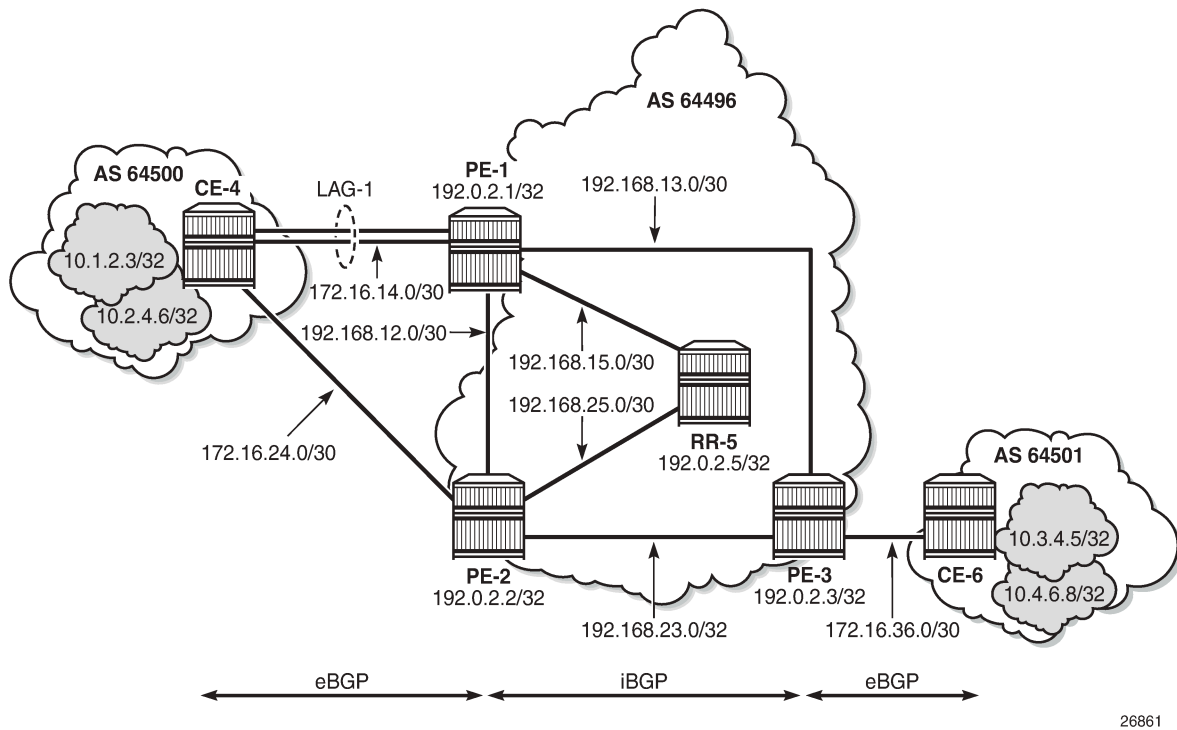 AS 64496
AS 64500
CE-4
LAG-1
PE-1
192.0.2.1/32
192.168.13.0/30
10.1.2.3/32
10.2.4.6/32
172.16.14.0/30
192.168.12.0/30
192.168.15.0/30
192.168.25.0/30
172.16.24.0/30
RR-5
192.0.2.5/32
AS 64501
10.3.4.5/32
10.4.6.8/32
PE-2
192.0.2.2/32
PE-3
192.0.2.3/32
CE-6
192.168.23.0/32
172.16.36.0/30
eBGP
iBGP
eBGP
26861